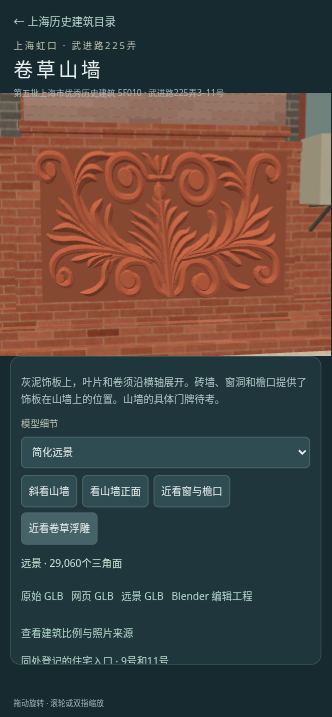 ← 上海历史建筑目录
上海虹口 · 武进路225弄
卷草山墙
第五批上海市优秀历史建筑 5F010 · 武进路225弄3-11号
灰泥饰板上，叶片和卷须沿横轴展开。砖墙、窗洞和檐口提供了
饰板在山墙上的位置。山墙的具体门牌待考。
模型细节
简化远景
斜看山墙 看山墙正面 近看窗与檐口
近看卷草浮雕
远景 · 29,060个三角面
原始 GLB 网页 GLB 远景 GLB Blender 编辑工程
查看建筑比例与照片来源
同处登记的住宅入口 · 9号和11号
拖动旋转 · 滚轮或双指缩放